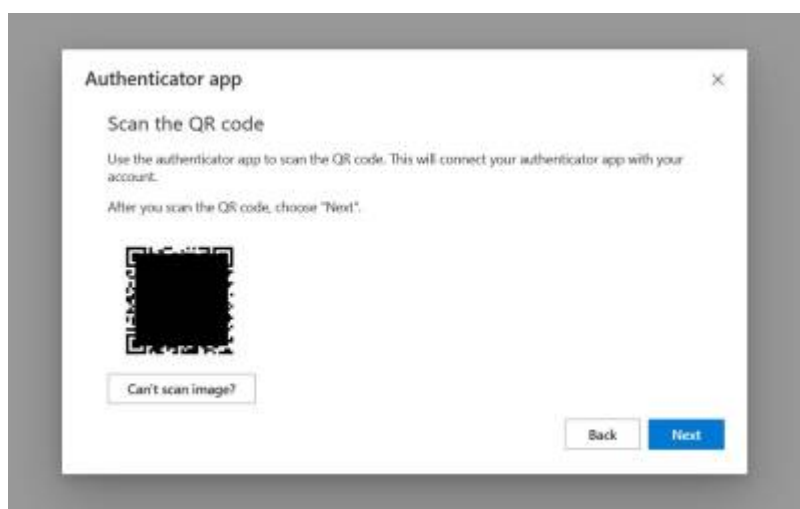 Authenticator app
Scan the QR code
Use the authenticator app to scan the QR code. This will connect your authenticator app with your
account.
After you scan the QR code, choose "Next".
Can't scan image?
Back
Next